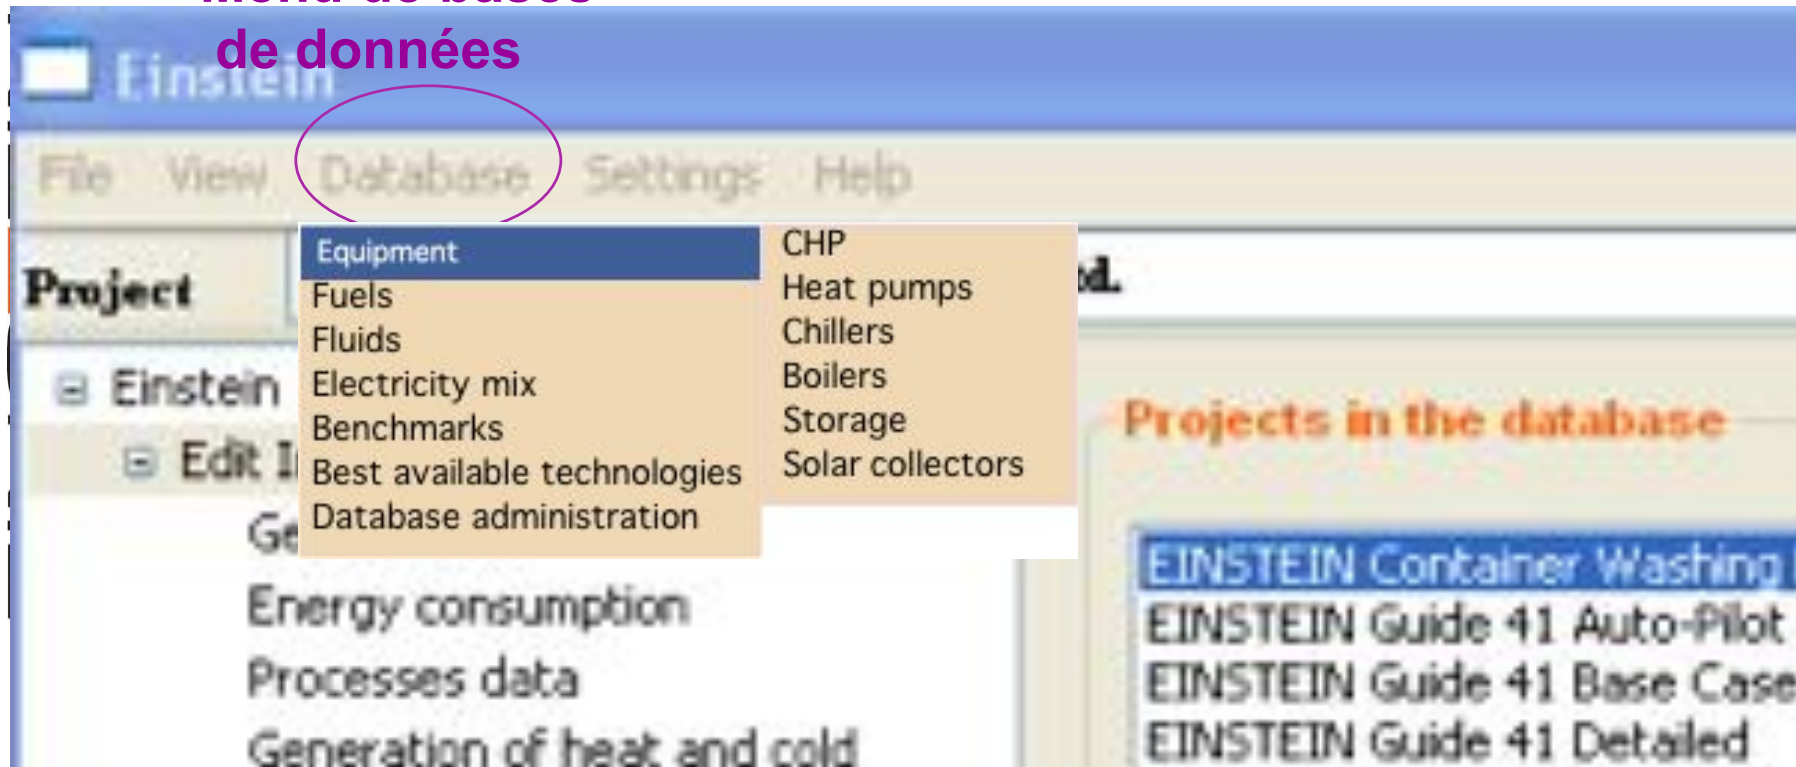 Menu de bases
de données
Einstein
File View Database Settings Help
Project
Equipment
Fuels
Fluids
Electricity mix
Benchmarks
Best available technologies
Database administration
CHP
Heat pumps
Chillers
Boilers
Storage
Solar collectors
Einstein
Edit
Energy consumption
Processes data
Generation of heat and cold
Projects in the database
EINSTEIN Container Washing
EINSTEIN Guide 41 Auto-Pilot
EINSTEIN Guide 41 Base Case
EINSTEIN Guide 41 Detailed